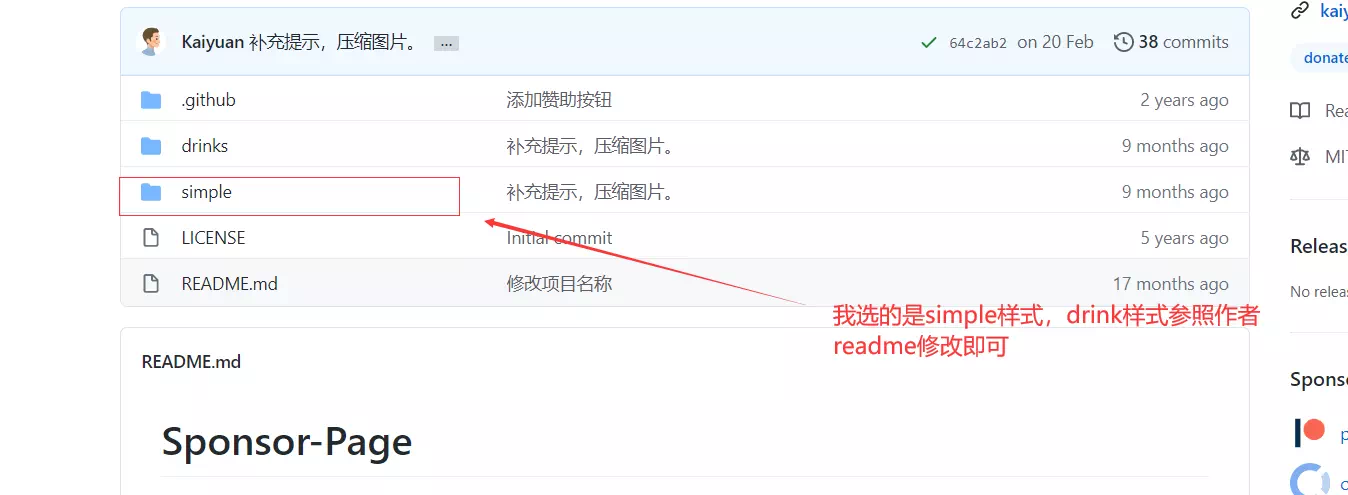 Kaiyuan 补充提示，压缩图片。 ... 64c2ab2 on 20 Feb 38 commits
.github 添加赞助按钮 2 years ago
drinks 补充提示，压缩图片。 9 months ago
simple 补充提示，压缩图片。 9 months ago
LICENSE Initial commit 5 years ago
README.md 修改项目名称 17 months ago
我选的是simple样式，drink样式参照作者
readme修改即可
README.md
Sponsor-Page
kaiy
donate
Rea
MI
Releas
No relea
Sponso
p